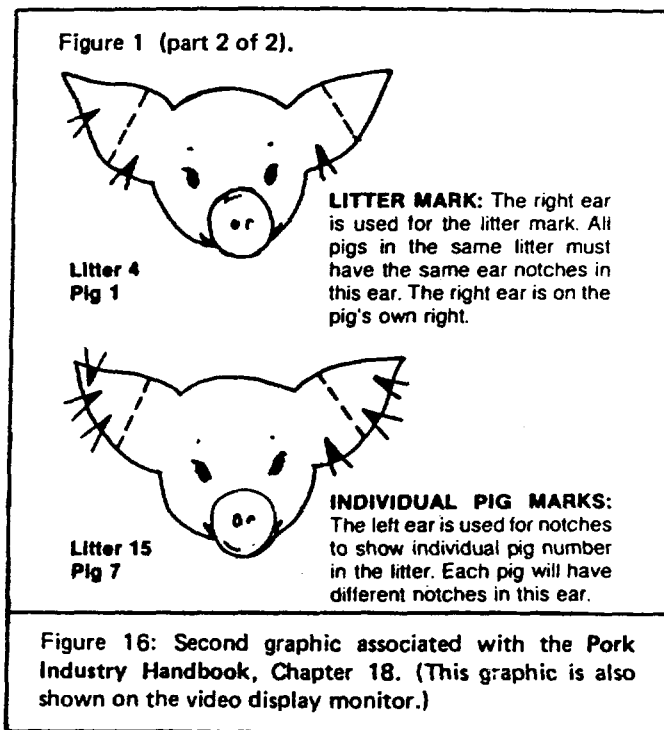 Figure 1 (part 2 of 2).
LITTER MARK: The right ear
is used for the litter mark. All
pigs in the same litter must
have the same ear notches in
this ear. The right ear is on the
pig's own right.
Litter 4
Pig 1
INDIVIDUAL PIG MARKS:
The left ear is used for notches
to show individual pig number
in the litter. Each pig will have
different notches in this ear.
Litter 15
Pig 7
Figure 16: Second graphic associated with the Pork
Industry Handbook, Chapter 18. (This graphic is also
shown on the video display monitor.)